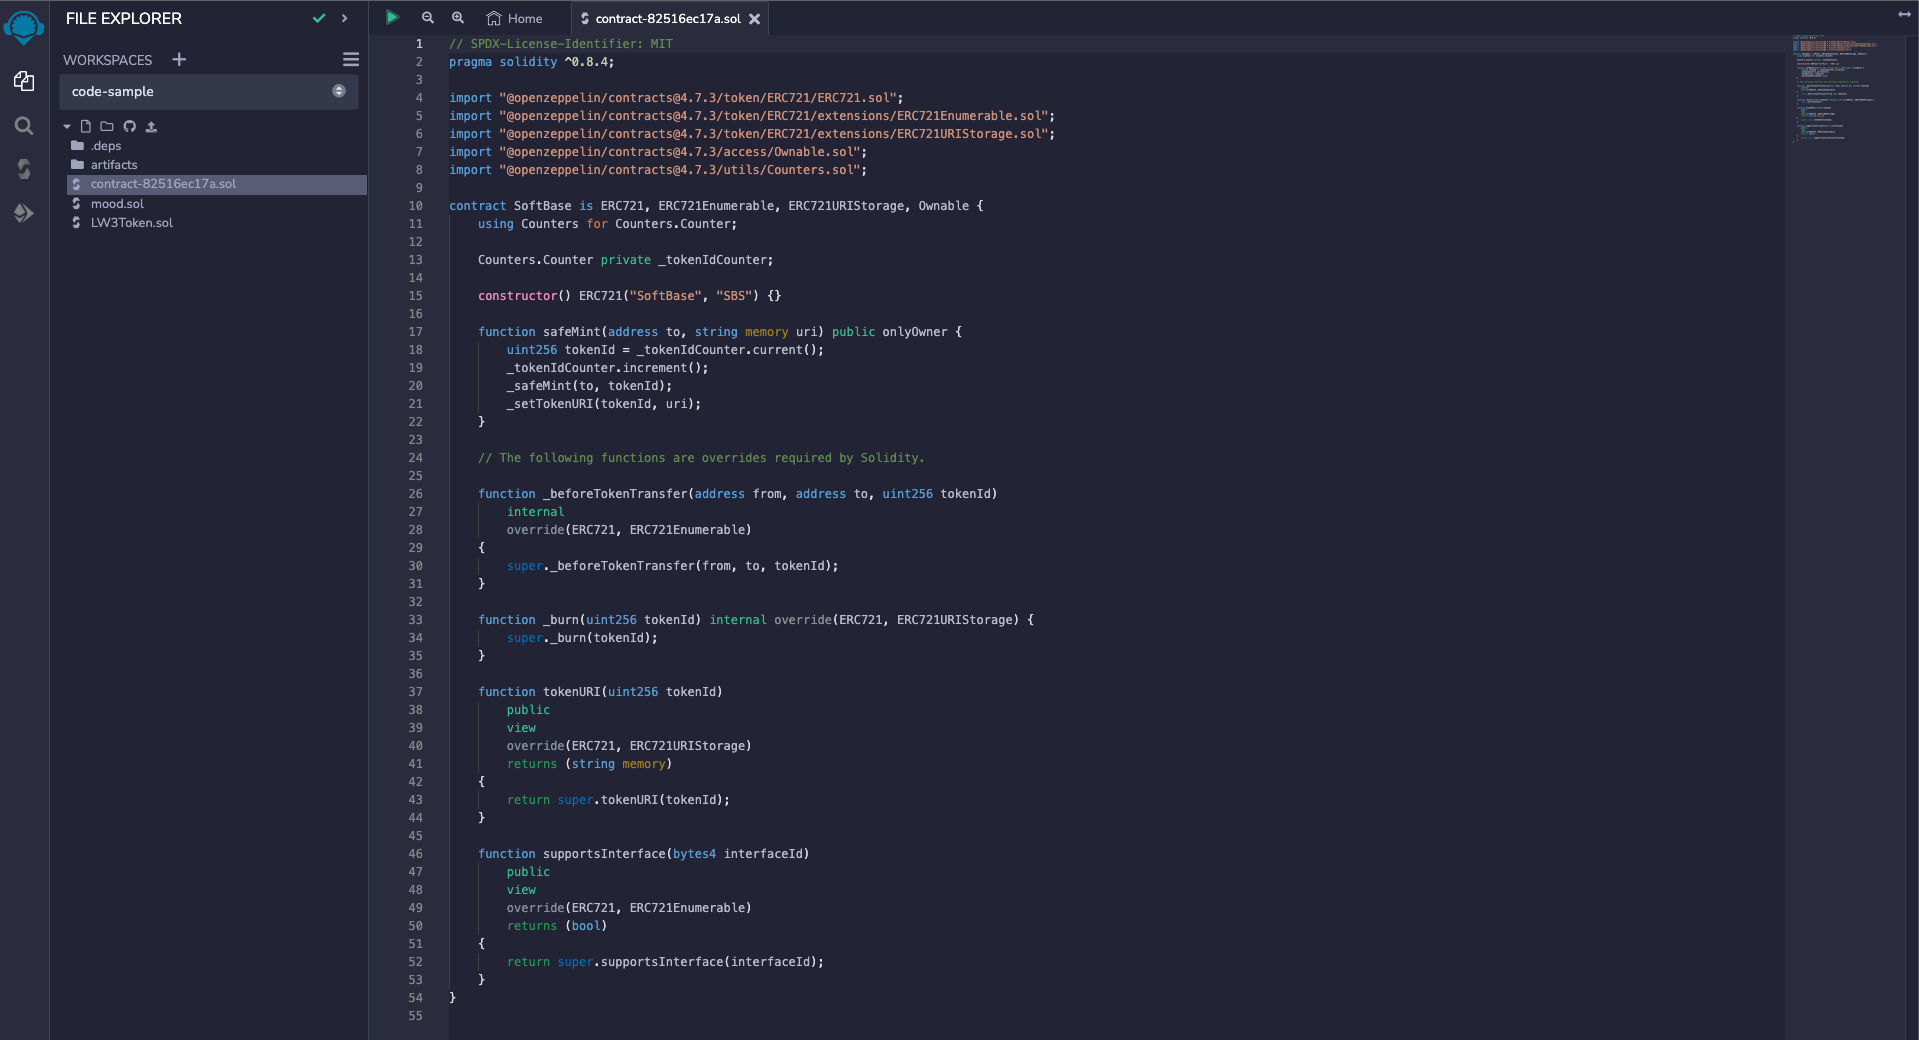 FILE EXPLORER
WORKSPACES
code-sample
.deps
artifacts
contract-82516ec17a.sol
mood.sol
LW3Token.sol
Home
contract-82516ec17a.sol
1 // SPDX-License-Identifier: MIT
2 pragma solidity ^0.8.4;
3
4 import "@openzeppelin/contracts@4.7.3/token/ERC721/ERC721.sol";
5 import "@openzeppelin/contracts@4.7.3/token/ERC721/extensions/ERC721Enumerable.sol";
6 import "@openzeppelin/contracts@4.7.3/token/ERC721/extensions/ERC721URIStorage.sol";
7 import "@openzeppelin/contracts@4.7.3/access/Ownable.sol";
8 import "@openzeppelin/contracts@4.7.3/utils/Counters.sol";
9
10 contract SoftBase is ERC721, ERC721Enumerable, ERC721URIStorage, Ownable {
11     using Counters for Counters.Counter;
12
13     Counters.Counter private _tokenIdCounter;
14
15     constructor() ERC721("SoftBase", "SBS") {}
16
17     function safeMint(address to, string memory uri) public onlyOwner {
18         uint256 tokenId = _tokenIdCounter.current();
19         _tokenIdCounter.increment();
20         _safeMint(to, tokenId);
21         _setTokenURI(tokenId, uri);
22     }
23
24     // The following functions are overrides required by Solidity.
25
26     function _beforeTokenTransfer(address from, address to, uint256 tokenId)
27         internal
28         override(ERC721, ERC721Enumerable)
29     {
30         super._beforeTokenTransfer(from, to, tokenId);
31     }
32
33     function _burn(uint256 tokenId) internal override(ERC721, ERC721URIStorage) {
34         super._burn(tokenId);
35     }
36
37     function tokenURI(uint256 tokenId)
38         public
39         view
40         override(ERC721, ERC721URIStorage)
41         returns (string memory)
42     {
43         return super.tokenURI(tokenId);
44     }
45
46     function supportsInterface(bytes4 interfaceId)
47         public
48         view
49         override(ERC721, ERC721Enumerable)
50         returns (bool)
51     {
52         return super.supportsInterface(interfaceId);
53     }
54 }
55